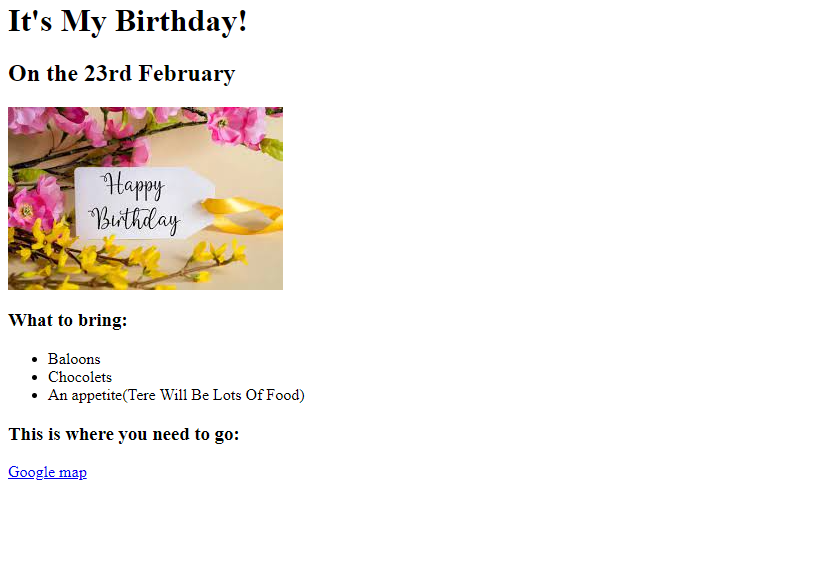 It's My Birthday!
On the 23rd February
Happy
Birthday
What to bring:
Baloons
Chocolets
An appetite(Tere Will Be Lots Of Food)
This is where you need to go:
Google map